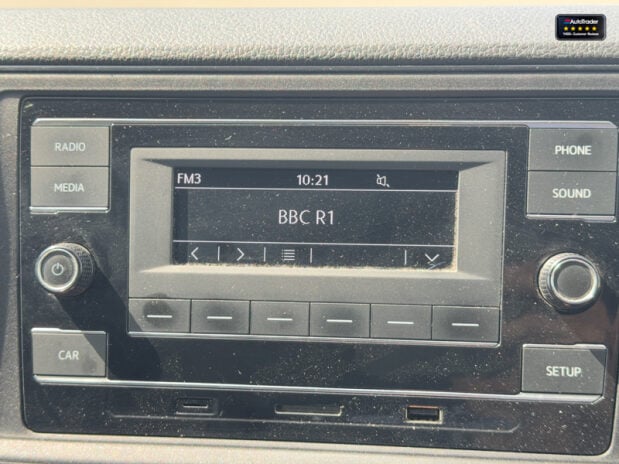 AutoTrader
RADIO
MEDIA
PHONE
SOUND
FM3 10:21
BBC R1
CAR
SETUP